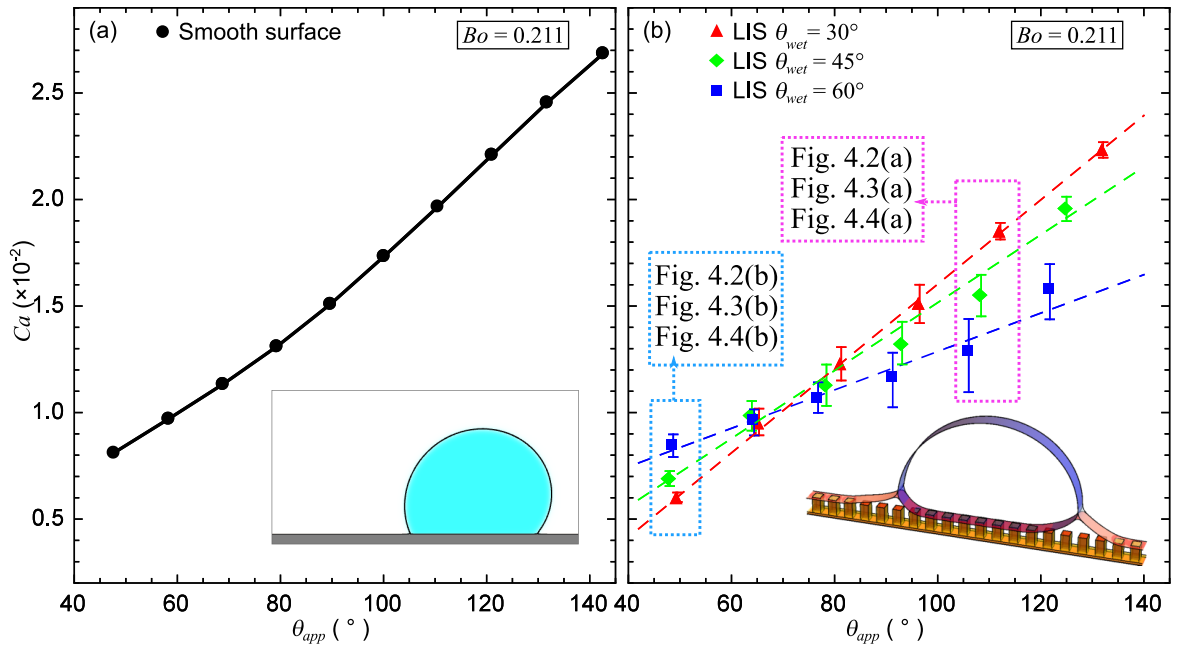 (a)
Smooth surface
Bo = 0.211
2.5
2.0
1.5
1.0
0.5
Ca (×10⁻²)
40
60
80
100
120
140
θapp ( ° )
(b)
LIS θwet = 30°
LIS θwet = 45°
LIS θwet = 60°
Bo = 0.211
Fig. 4.2(a)
Fig. 4.3(a)
Fig. 4.4(a)
Fig. 4.2(b)
Fig. 4.3(b)
Fig. 4.4(b)
40
60
80
100
120
140
θapp ( ° )